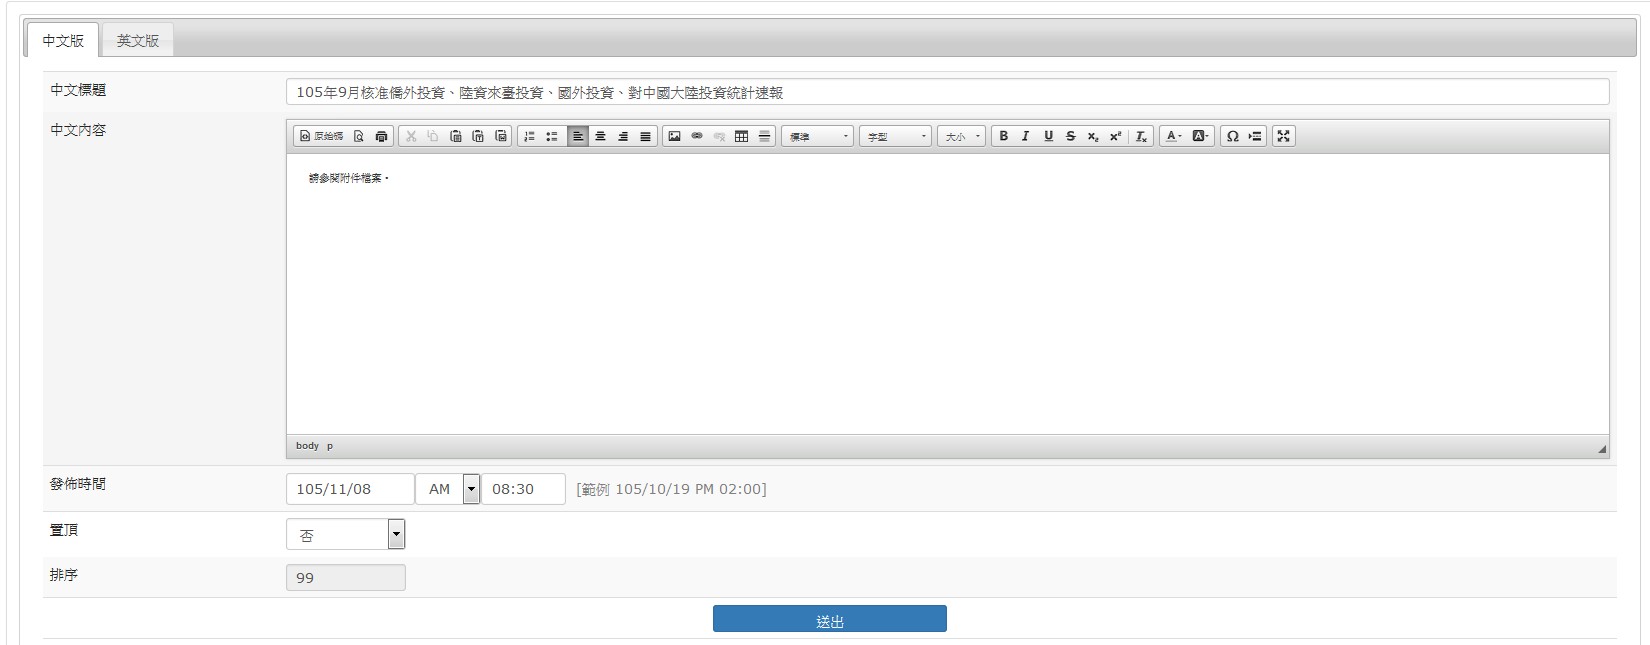 中文版 英文版
中文標題 105年9月核准僑外投資、陸資來臺投資、國外投資、對中國大陸投資統計速報
中文內容
原始碼 標準 字型 大小 B I U S x₂ x² Tx A A Ω
請參閱附件檔案。
body p
發佈時間 105/11/08 AM 08:30 [範例 105/10/19 PM 02:00]
置頂 否
排序 99
送出